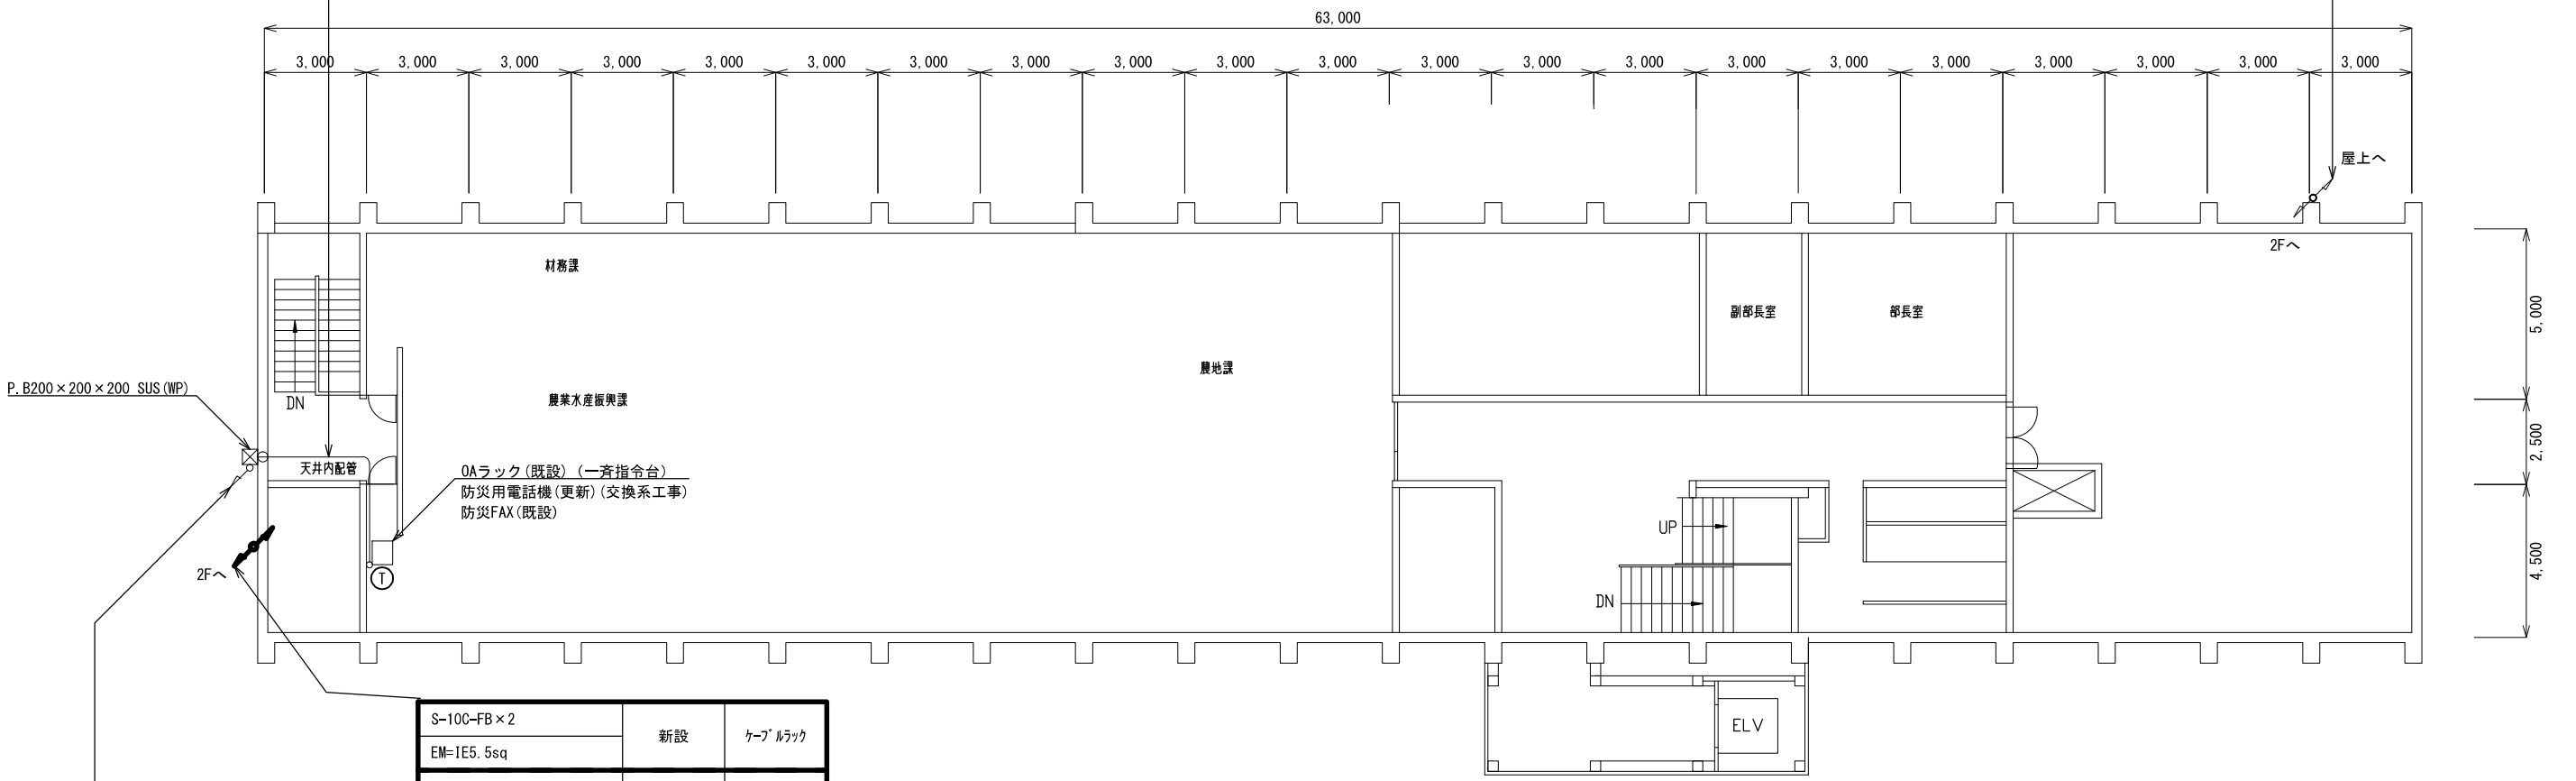 63,000
3,000 3,000 3,000 3,000 3,000 3,000 3,000 3,000 3,000 3,000 3,000 3,000 3,000 3,000 3,000 3,000 3,000 3,000 3,000 3,000 3,000
屋上へ
2Fへ
材務課
副部長室
部長室
5,000
農地課
P.B200×200×200 SUS(WP)
DN
農業水産振興課
2,500
天井内配管
OAラック(既設)(一斉指令台)
防災用電話機(更新)(交換系工事)
防災FAX(既設)
UP
4,500
2Fへ
T
DN
S-10C-FB×2
新設
ケーブルラック
EM=IE5.5sq
ELV